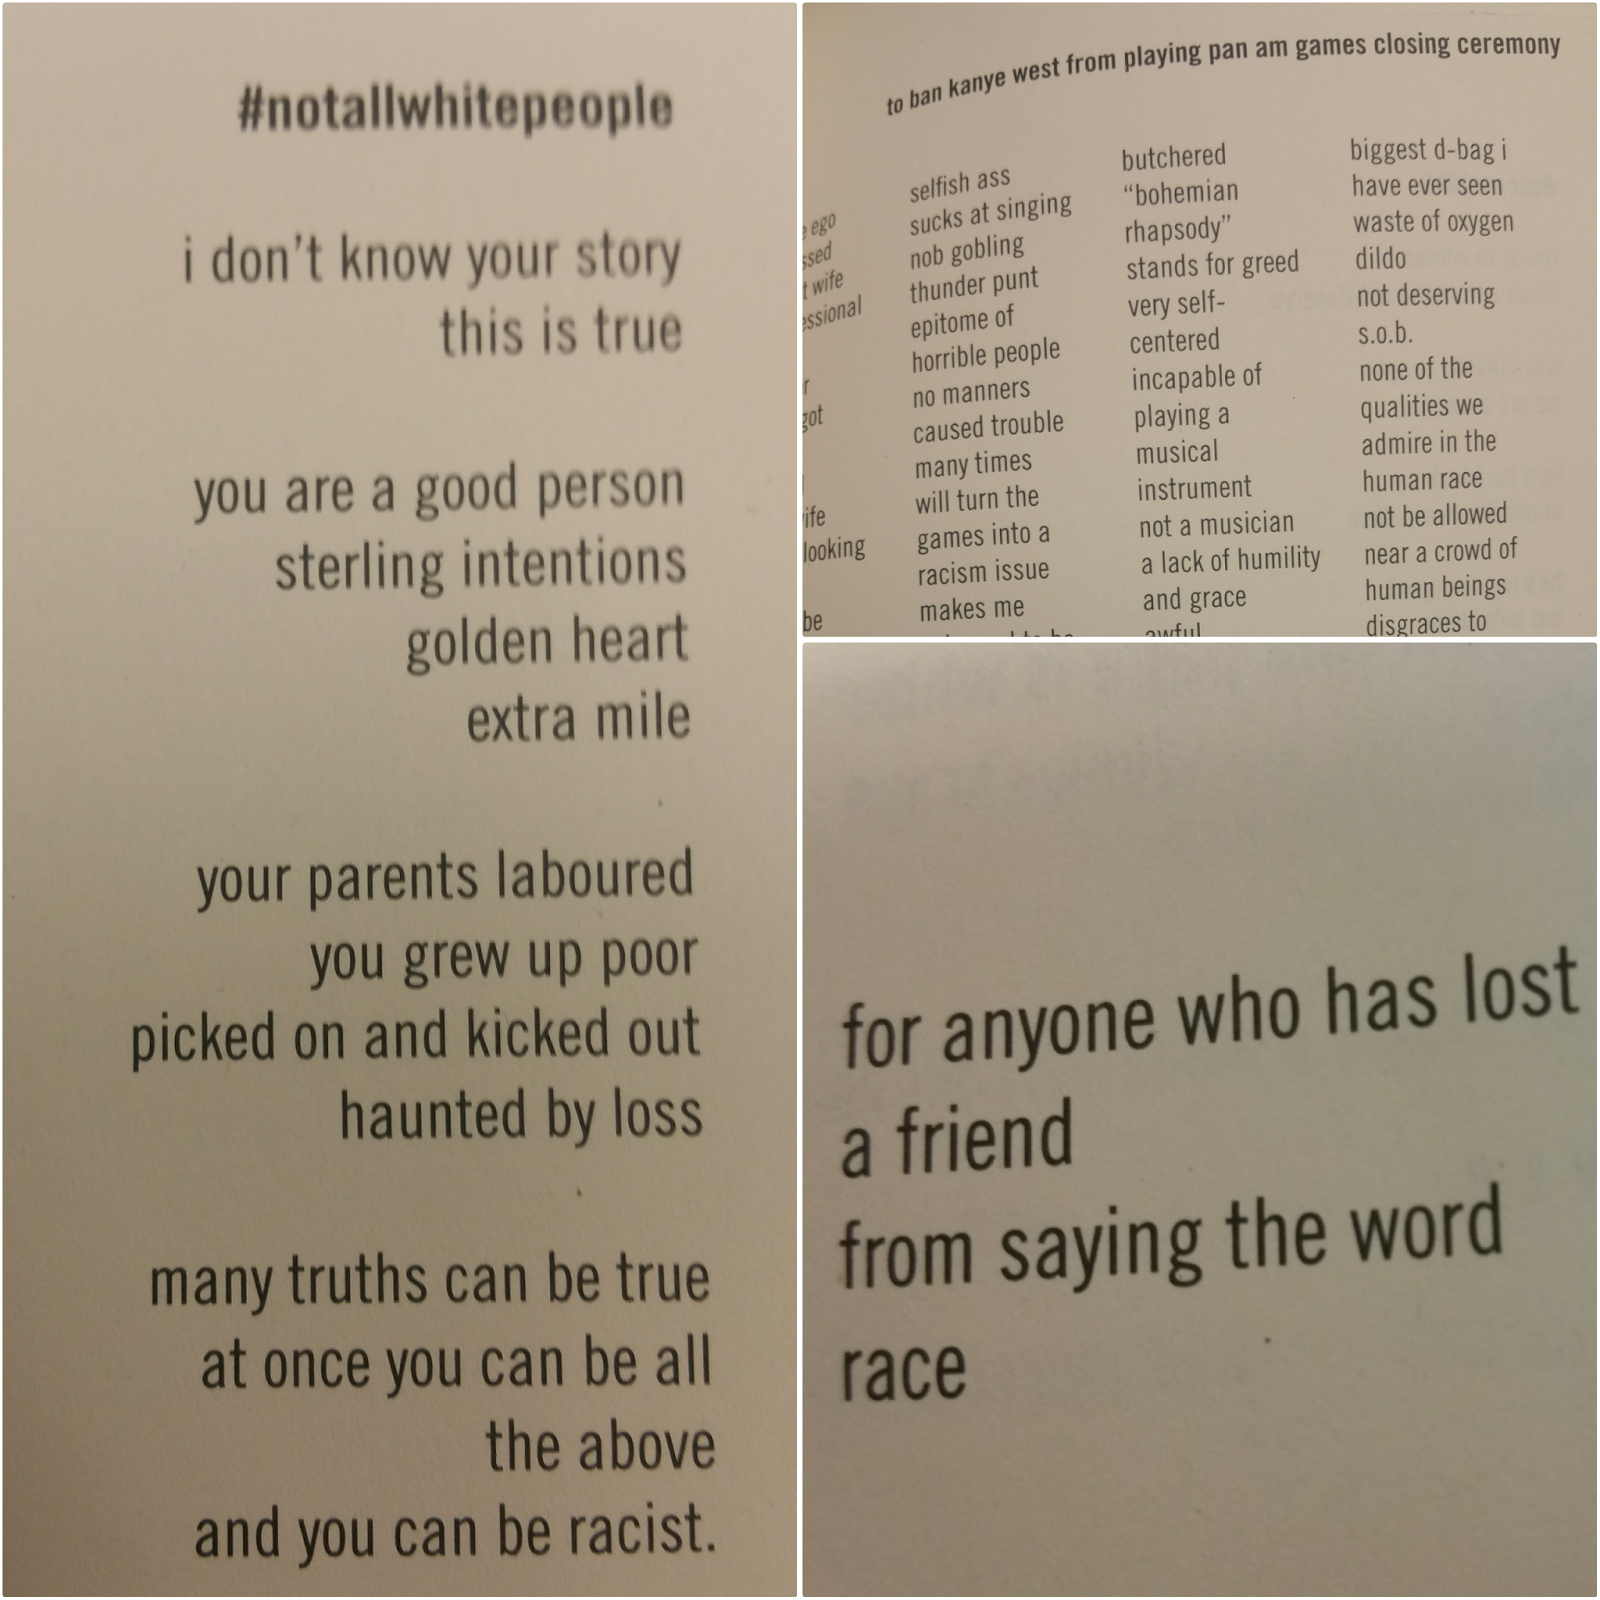 #notallwhitepeople
i don't know your story
this is true
you are a good person
sterling intentions
golden heart
extra mile
your parents laboured
you grew up poor
picked on and kicked out
haunted by loss
many truths can be true
at once you can be all
the above
and you can be racist.
to ban kanye west from playing pan am games closing ceremony
ego
wife
looking
be
selfish ass
sucks at singing
nob gobling
thunder punt
epitome of
horrible people
no manners
caused trouble
many times
will turn the
games into a
racism issue
makes me
butchered
"bohemian
rhapsody"
stands for greed
very self-
centered
incapable of
playing a
musical
instrument
not a musician
a lack of humility
and grace
awful
biggest d-bag i
have ever seen
waste of oxygen
dildo
not deserving
s.o.b.
none of the
qualities we
admire in the
human race
not be allowed
near a crowd of
human beings
disgraces to
for anyone who has lost
a friend
from saying the word
race